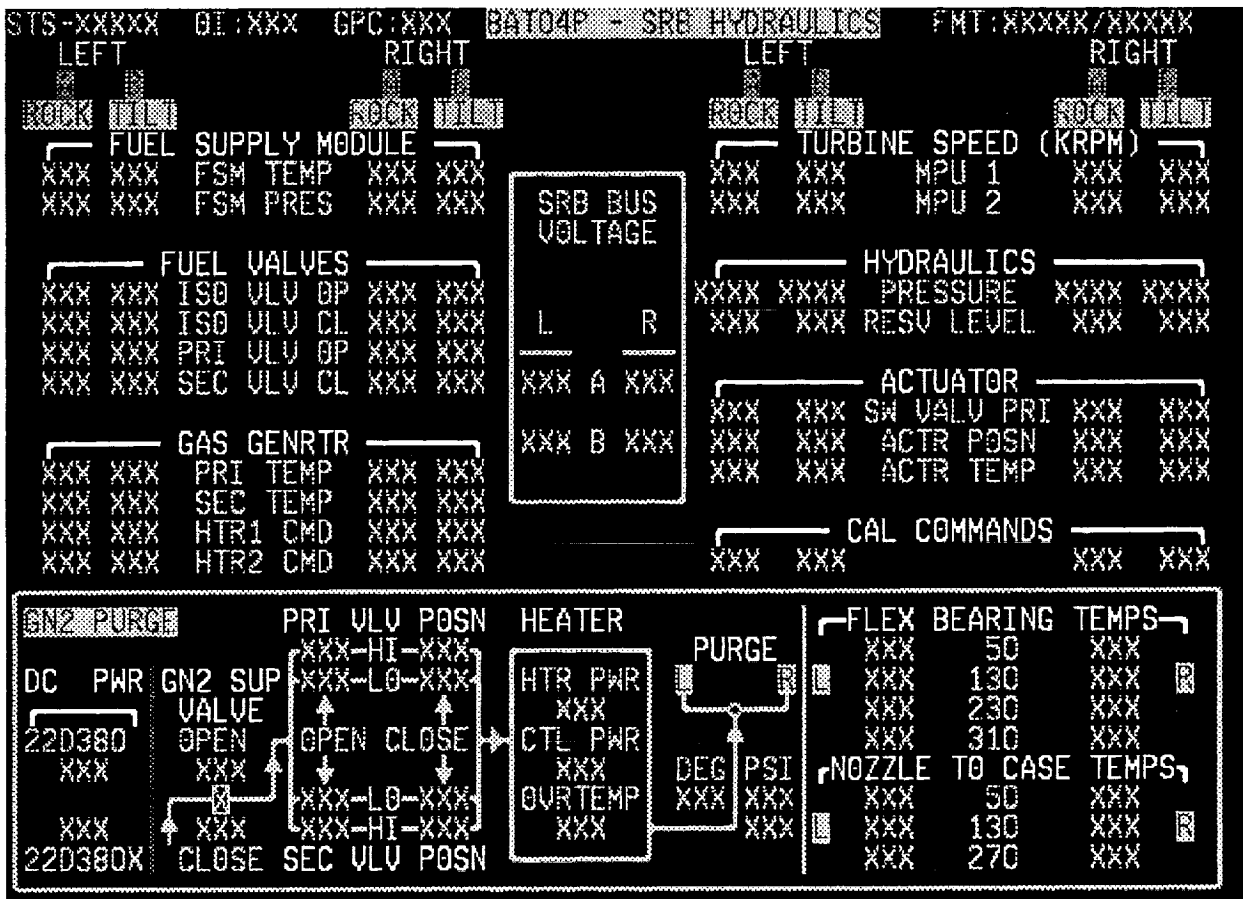 STS-XXXXX 0I:XXX GPC:XXX BAT04P - SRB HYDRAULICS FMT:XXXXX/XXXXX
LEFT RIGHT LEFT RIGHT
ROCK TILT ROCK TILT ROCK TILT ROCK TILT
FUEL SUPPLY MODULE TURBINE SPEED (KRPM)
XXX XXX FSM TEMP XXX XXX XXX XXX MPU 1 XXX XXX
XXX XXX FSM PRES XXX XXX SRB BUS XXX XXX MPU 2 XXX XXX
VOLTAGE
FUEL VALVES HYDRAULICS
XXX XXX ISO VLV OP XXX XXX XXXX XXXX PRESSURE XXXX XXXX
XXX XXX ISO VLV CL XXX XXX L R XXX XXX RESV LEVEL XXX XXX
XXX XXX PRI VLV OP XXX XXX
XXX XXX SEC VLV CL XXX XXX XXX A XXX ACTUATOR
XXX XXX SW VALV PRI XXX XXX
GAS GENRTR XXX B XXX XXX XXX ACTR POSN XXX XXX
XXX XXX PRI TEMP XXX XXX XXX XXX ACTR TEMP XXX XXX
XXX XXX SEC TEMP XXX XXX
XXX XXX HTR1 CMD XXX XXX CAL COMMANDS
XXX XXX HTR2 CMD XXX XXX XXX XXX XXX XXX
GN2 PURGE PRI VLV POSN HEATER FLEX BEARING TEMPS
XXX-HI-XXX PURGE XXX 50 XXX
DC PWR GN2 SUP XXX-LO-XXX HTR PWR L R L XXX 130 XXX R
VALVE XXX XXX 230 XXX
22D380 OPEN OPEN CLOSE CTL PWR XXX 310 XXX
XXX XXX XXX DEG PSI NOZZLE TO CASE TEMPS
X XXX-LO-XXX OVRTEMP XXX XXX XXX 50 XXX
XXX XXX XXX-HI-XXX XXX XXX L XXX 130 XXX R
22D380X CLOSE SEC VLV POSN XXX 270 XXX